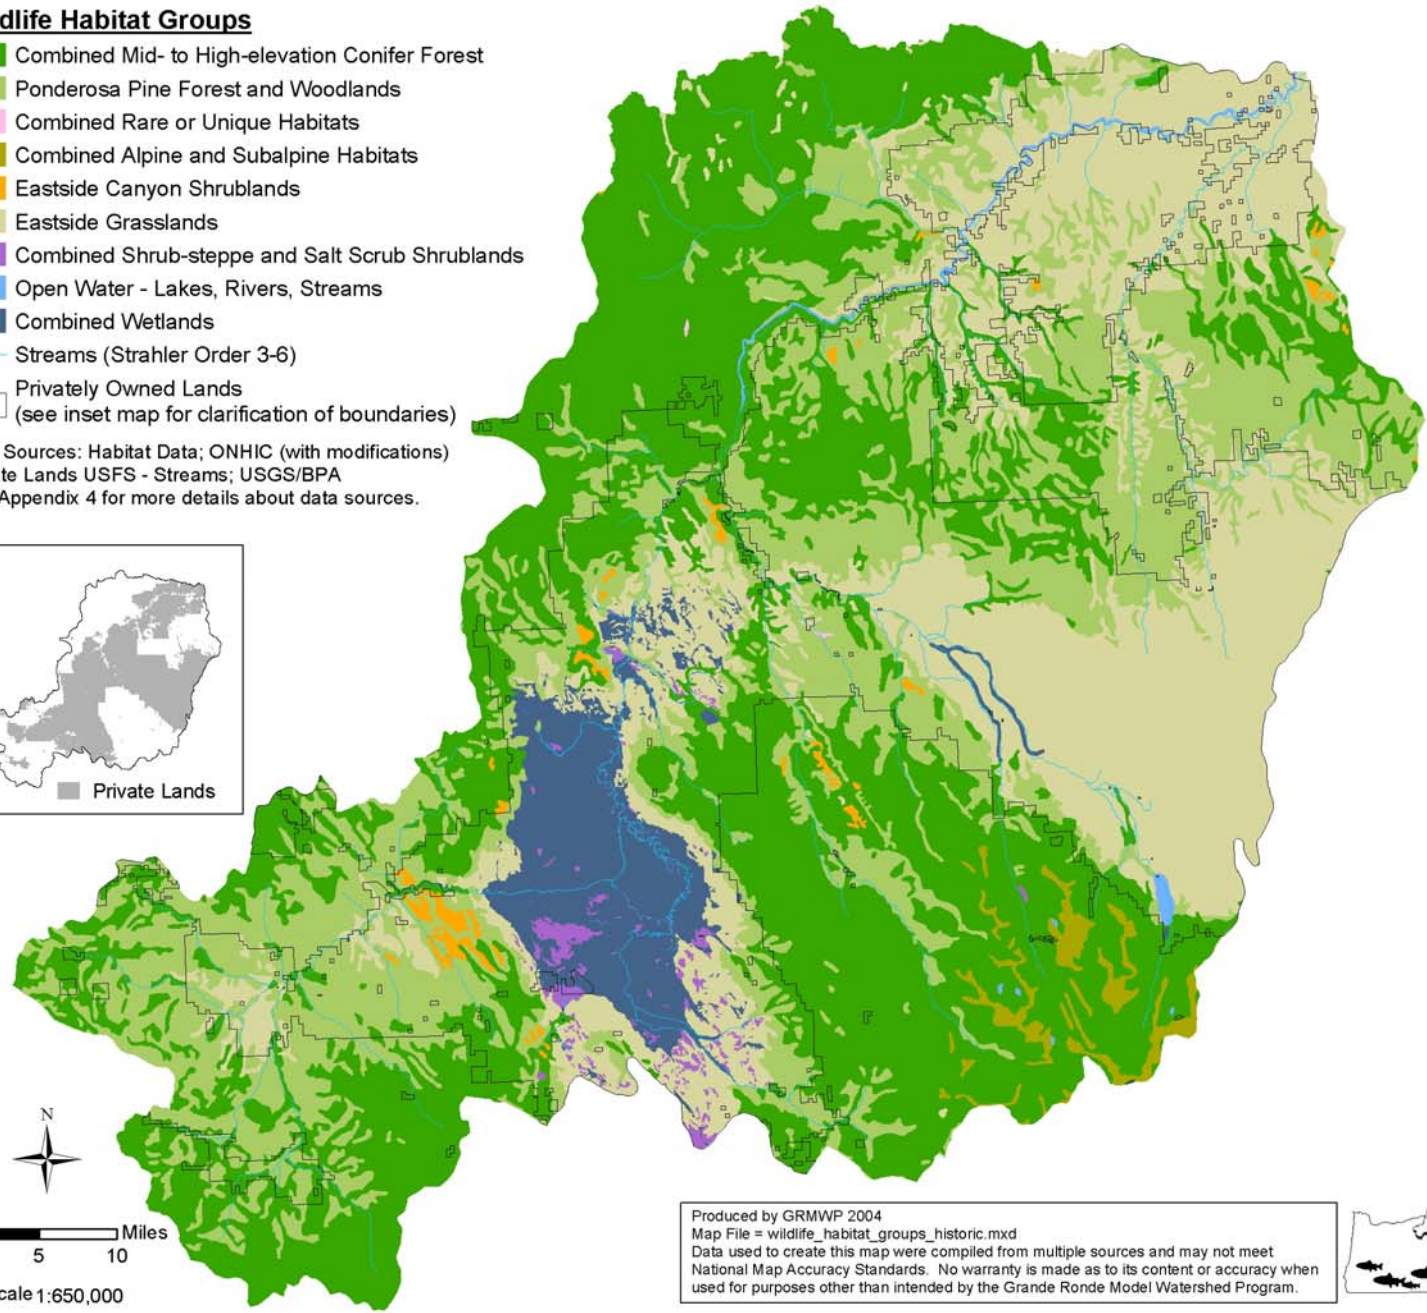 dlife Habitat Groups
Combined Mid- to High-elevation Conifer Forest
Ponderosa Pine Forest and Woodlands
Combined Rare or Unique Habitats
Combined Alpine and Subalpine Habitats
Eastside Canyon Shrublands
Eastside Grasslands
Combined Shrub-steppe and Salt Scrub Shrublands
Open Water - Lakes, Rivers, Streams
Combined Wetlands
Streams (Strahler Order 3-6)
Privately Owned Lands
(see inset map for clarification of boundaries)
Sources: Habitat Data; ONHIC (with modifications)
te Lands USFS - Streams; USGS/BPA
Appendix 4 for more details about data sources.
Private Lands
N
Miles
5 10
cale 1:650,000
Produced by GRMWP 2004
Map File = wildlife_habitat_groups_historic.mxd
Data used to create this map were compiled from multiple sources and may not meet
National Map Accuracy Standards. No warranty is made as to its content or accuracy when
used for purposes other than intended by the Grande Ronde Model Watershed Program.